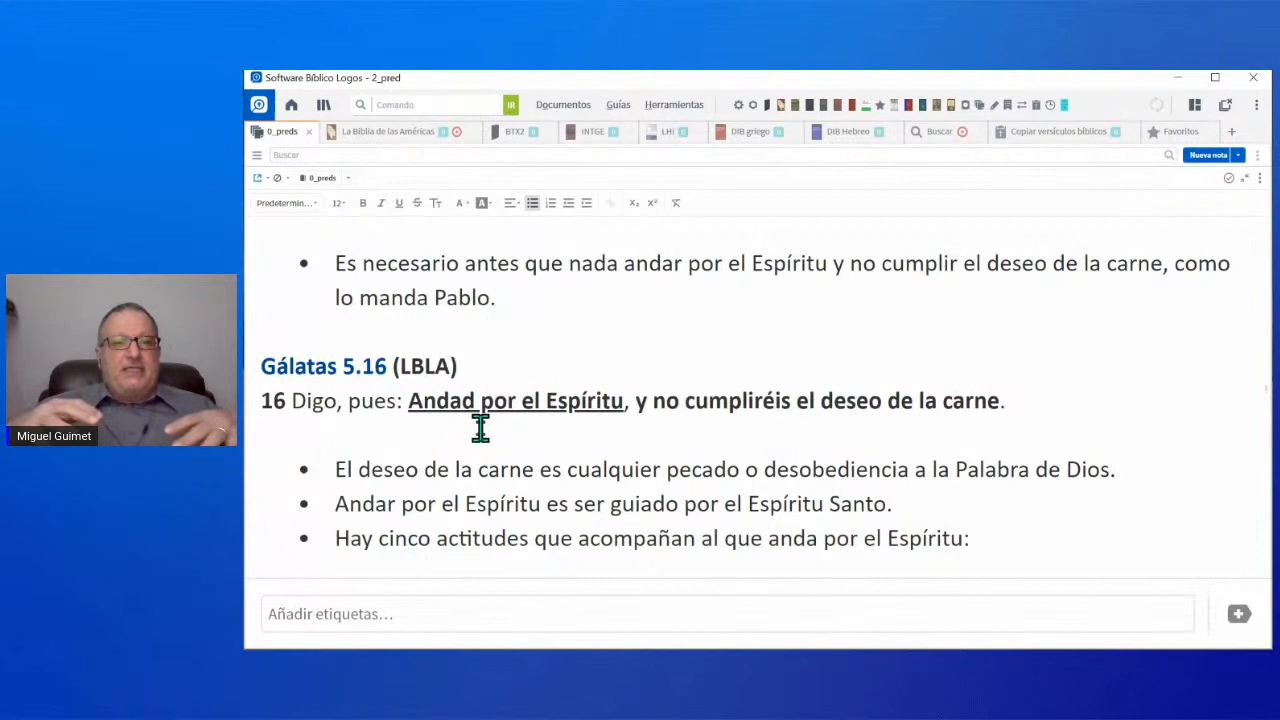 Software Bíblico Logos - 2_pred
Comando
IR
Documentos
Guías
Herramientas
0_preds
La Biblia de las Américas
BTX2
INTGE
LHI
DIB griego
DIB Hebreo
Buscar
Copiar versículos bíblicos
Favoritos
Buscar
Nueva nota
0_preds
Predetermin...
12
Es necesario antes que nada andar por el Espíritu y no cumplir el deseo de la carne, como
lo manda Pablo.
Gálatas 5.16 (LBLA)
16 Digo, pues: Andad por el Espíritu, y no cumpliréis el deseo de la carne.
El deseo de la carne es cualquier pecado o desobediencia a la Palabra de Dios.
Andar por el Espíritu es ser guiado por el Espíritu Santo.
Hay cinco actitudes que acompañan al que anda por el Espíritu:
Añadir etiquetas...
Miguel Guimet